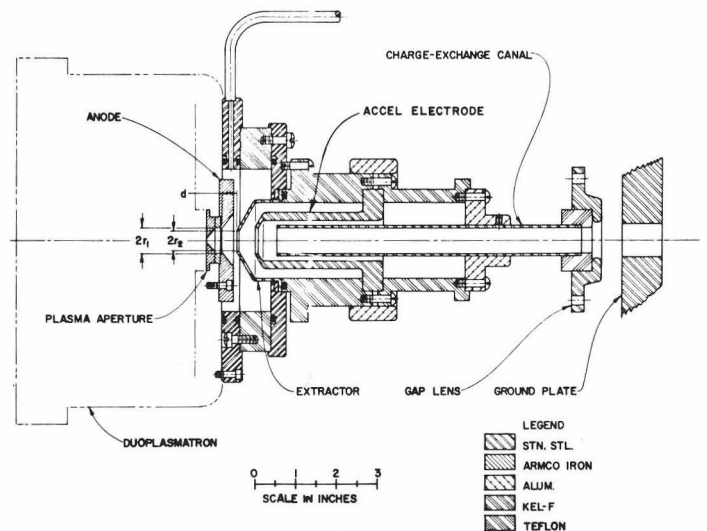 CHARGE-EXCHANGE CANAL
ACCEL ELECTRODE
ANODE
d
2r₁
2r₂
PLASMA APERTURE
EXTRACTOR
GAP LENS
GROUND PLATE
DUOPLASMATRON
0 1 2 3
SCALE IN INCHES
LEGEND
STN. STL.
ARMCO IRON
ALUM.
KEL-F
TEFLON